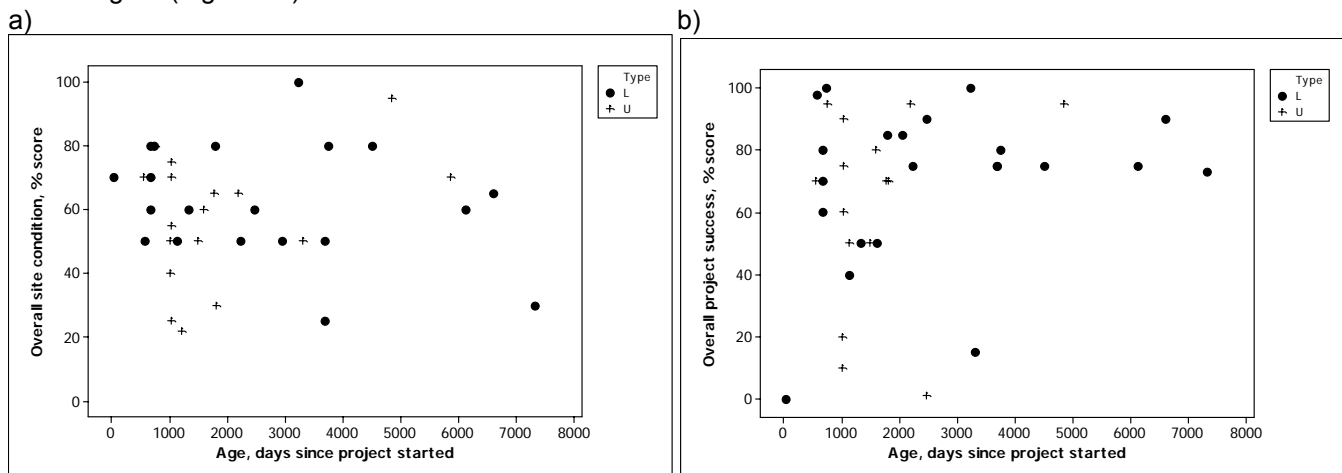 a)
b)
Overall site condition, % score
100
80
60
40
20
0
0 1000 2000 3000 4000 5000 6000 7000 8000
Age, days since project started
Type
L
U
Overall project success, % score
100
80
60
40
20
0
0 1000 2000 3000 4000 5000 6000 7000 8000
Age, days since project started
Type
L
U